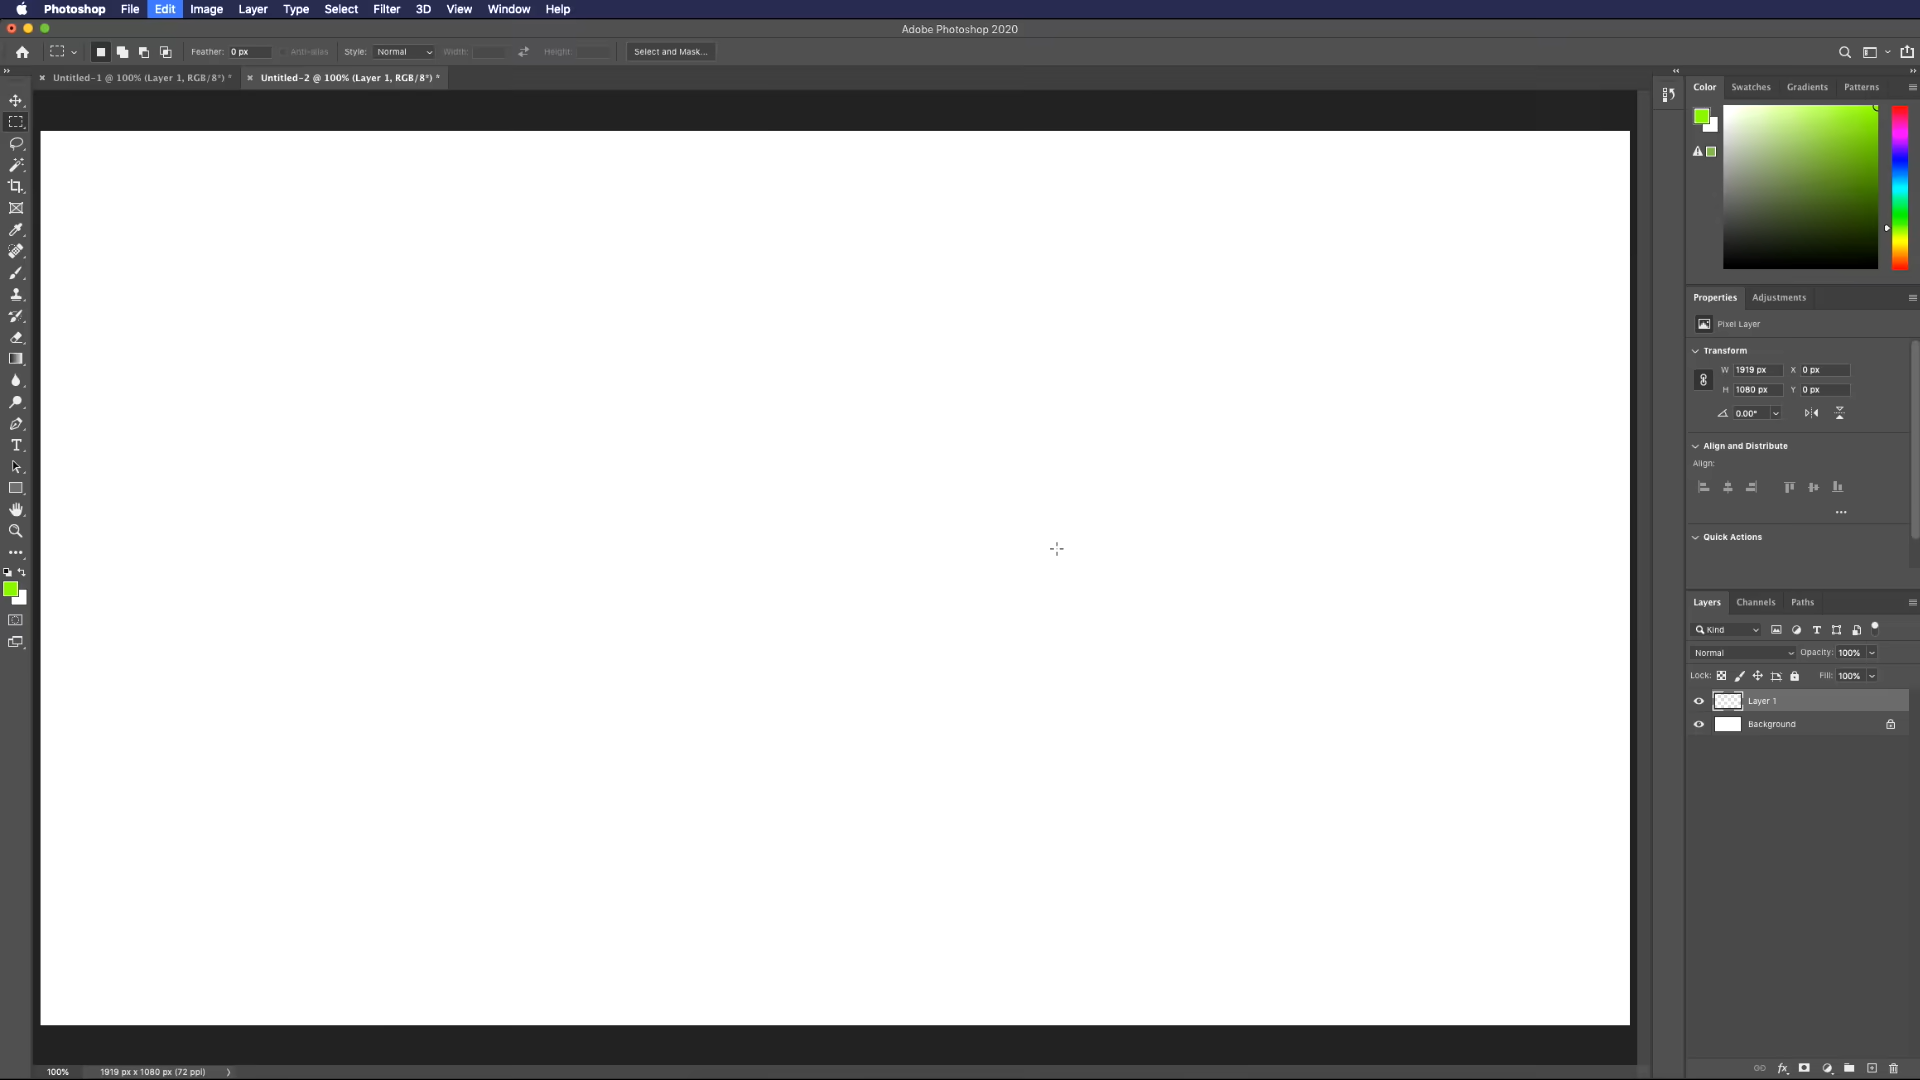 Photoshop File Edit Image Layer Type Select Filter 3D View Window Help
Adobe Photoshop 2020
Feather: 0 px Anti-alias Style: Normal Width: Height: Select and Mask...
Untitled-1 @ 100% (Layer 1, RGB/8*) * Untitled-2 @ 100% (Layer 1, RGB/8*) *
Color Swatches Gradients Patterns
Properties Adjustments
Pixel Layer
Transform
W 1919 px X 0 px
H 1080 px Y 0 px
0.00°
Align and Distribute
Align:
Quick Actions
Layers Channels Paths
Kind
Normal Opacity: 100%
Lock: Fill: 100%
Layer 1
Background
100% 1919 px x 1080 px (72 ppi)